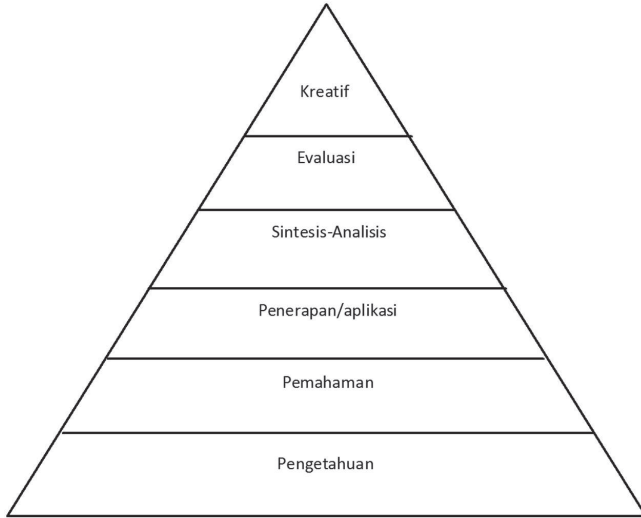 Kreatif
Evaluasi
Sintesis-Analisis
Penerapan/aplikasi
Pemahaman
Pengetahuan